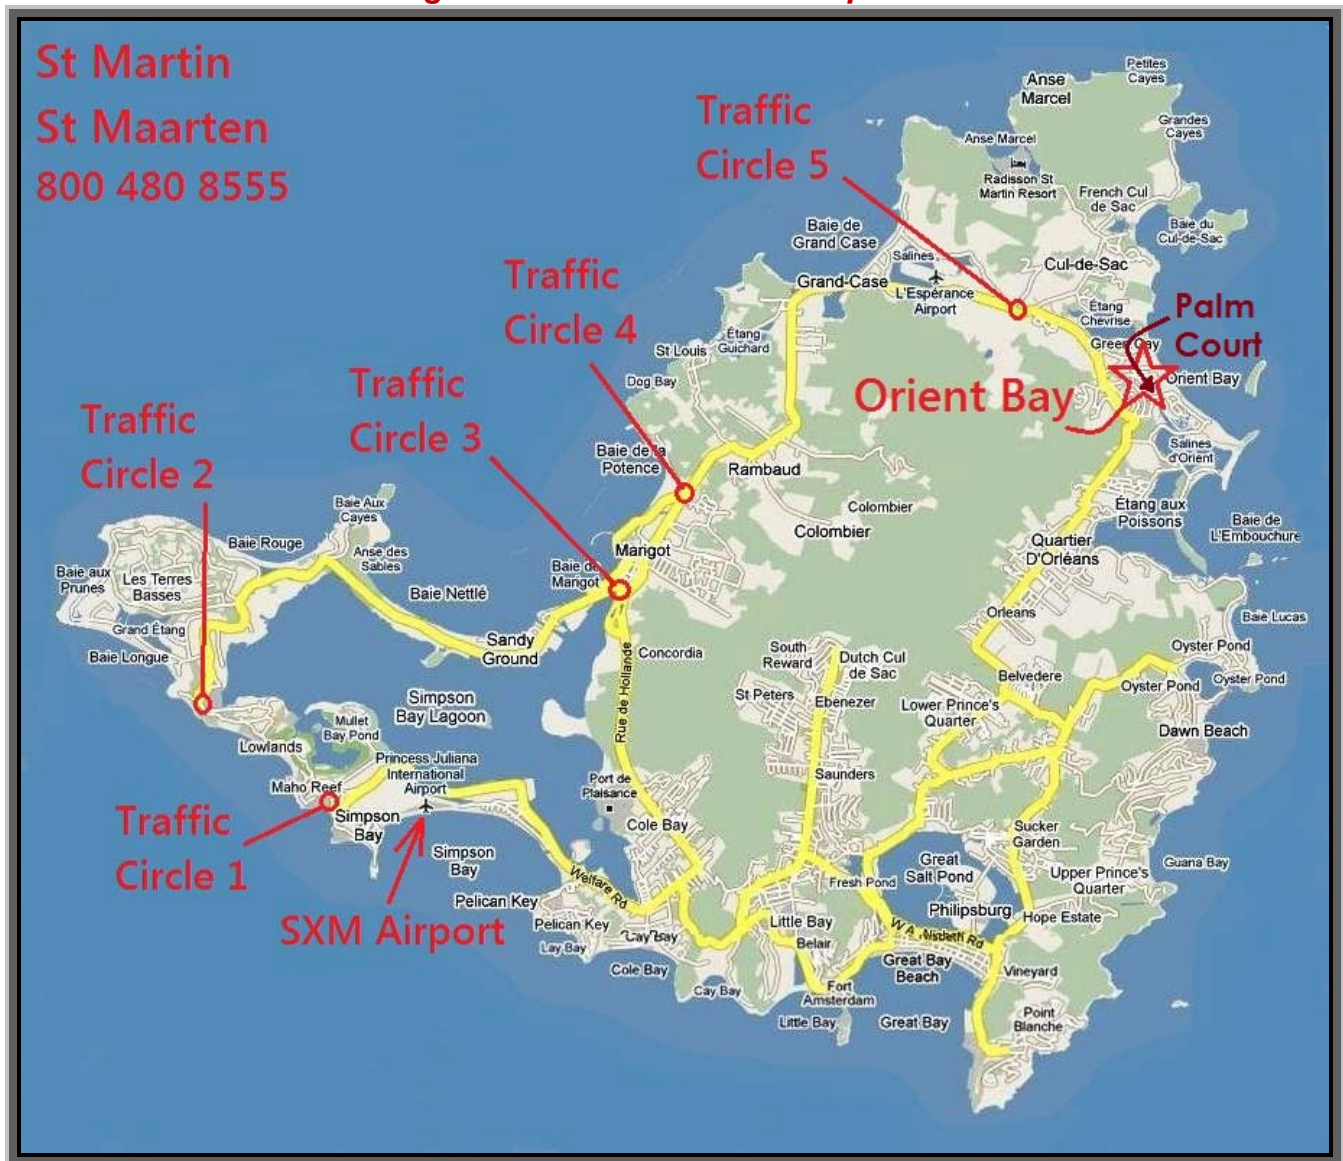 St Martin
St Maarten
800 480 8555
Traffic
Circle 5
Anse
Marcel
Petites
Cayes
Grandes
Cayes
Anse Marcel
Radisson St
Martin Resort
French Cul
de Sac
Baie du
Cul-de-Sac
Baie de
Grand Case
Salines
Cul-de-Sac
Grand-Case
L'Espérance
Airport
Étang
Chevrise
Traffic
Circle 4
Palm
Court
Étang
Guichard
St Louis
Dog Bay
Orient Bay
Orient Bay
Traffic
Circle 3
Traffic
Circle 2
Baie de la
Potence
Rambaud
Salines
d'Orient
Colombier
Colombier
Étang aux
Poissons
Baie de
L'Embouchure
Baie Aux
Cayes
Baie Rouge
Anse des
Sables
Marigot
Quartier
D'Orléans
Baie aux
Prunes
Les Terres
Basses
Baie de
Marigot
Baie Nettlé
Orleans
Baie Lucas
Grand Étang
Baie Longue
Sandy
Ground
Concordia
South
Reward
Dutch Cul
de Sac
Oyster Pond
Oyster Pond
Oyster Pond
Belvedere
Rue de Hollande
Simpson
Bay Lagoon
St Peters
Ebenezer
Lower Prince's
Quarter
Dawn Beach
Mullet
Bay Pond
Lowlands
Princess Juliana
International
Airport
Maho Reef
Port de
Plaisance
Saunders
Traffic
Circle 1
Simpson
Bay
Cole Bay
Sucker
Garden
Simpson
Bay
Great
Salt Pond
Guana Bay
Upper Prince's
Quarter
Welfare Rd
Fresh Pond
Pelican Key
SXM Airport
Pelican Key
Cay Bay
Lay Bay
Little Bay
Belair
Philipsburg
Hope Estate
W A Nisbeth Rd
Great Bay
Beach
Cole Bay
Vineyard
Cay Bay
Fort
Amsterdam
Little Bay
Great Bay
Point
Blanche